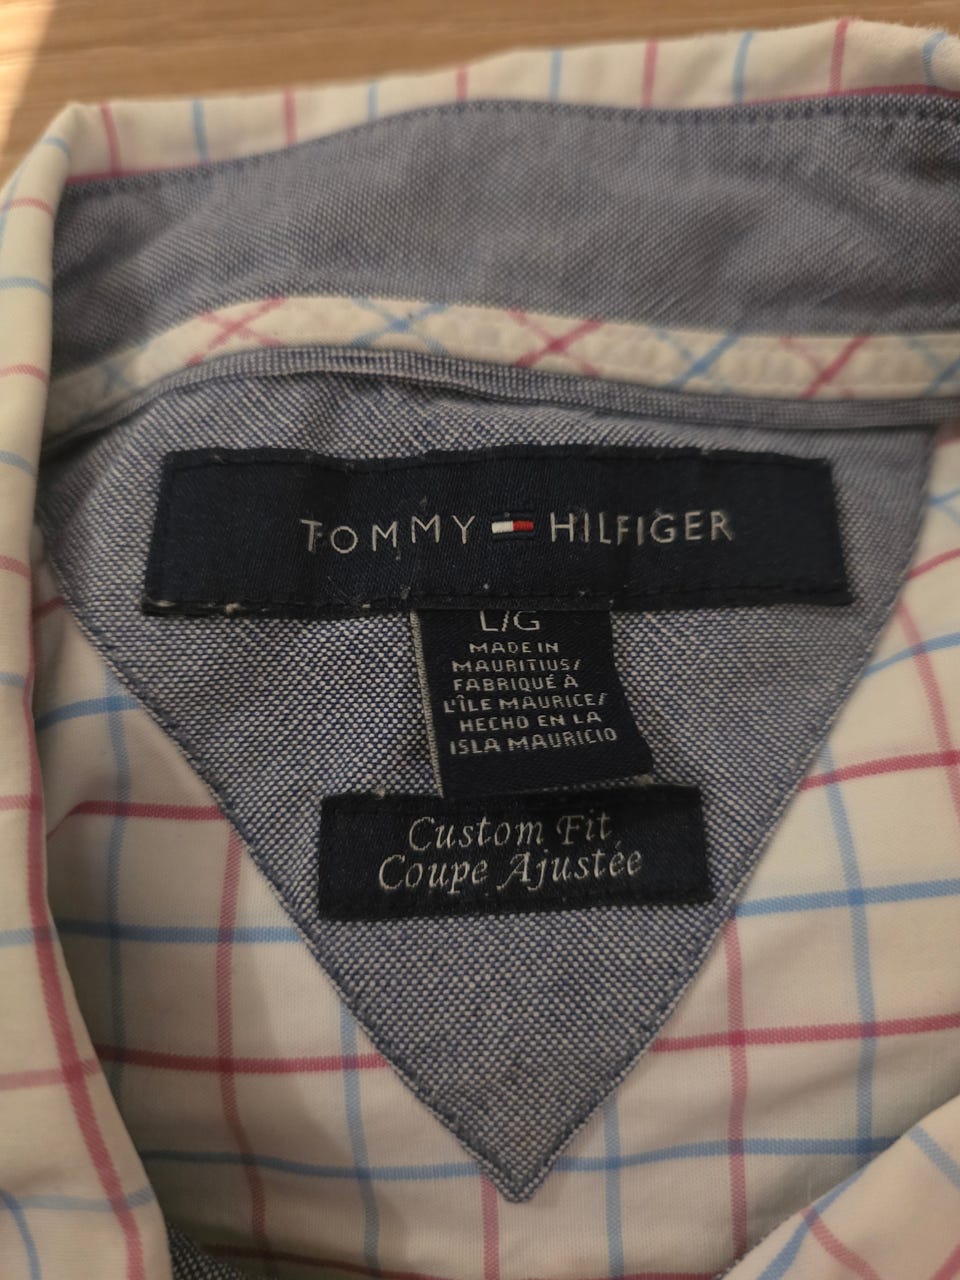 TOMMY HILFIGER
L/G
MADE IN
MAURITIUS/
FABRIQUÉ À
L'ÎLE MAURICE/
HECHO EN LA
ISLA MAURICIO
Custom Fit
Coupe Ajustée